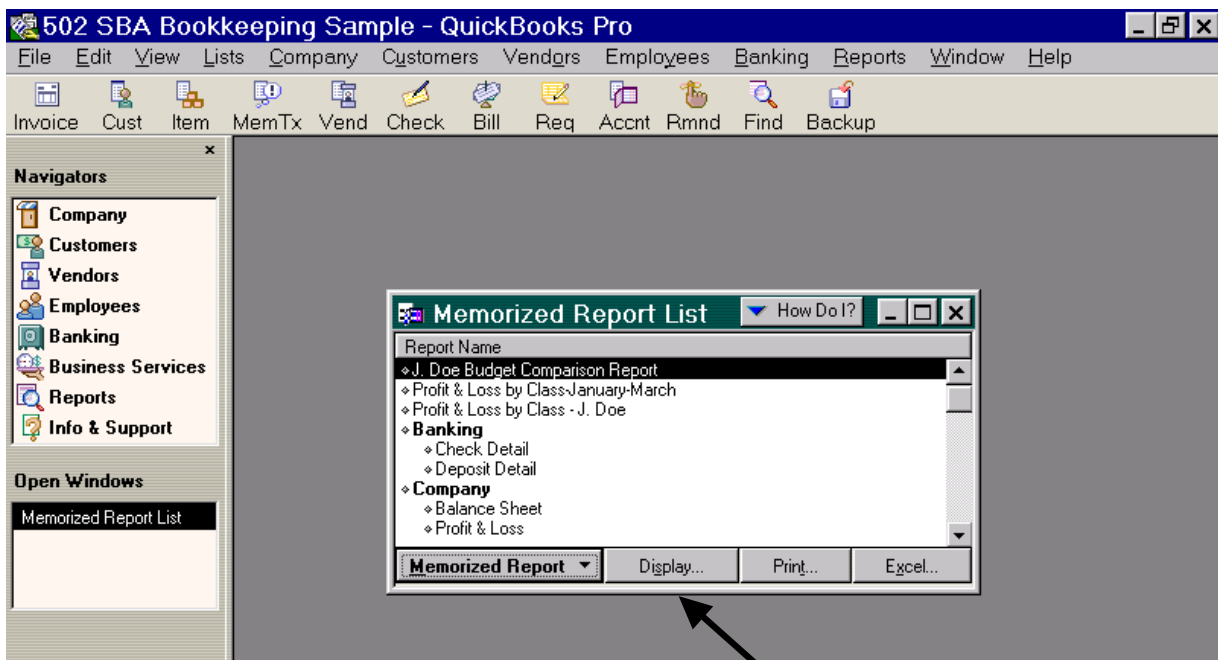 502 SBA Bookkeeping Sample - QuickBooks Pro
File Edit View Lists Company Customers Vendors Employees Banking Reports Window Help
Invoice Cust Item MemTx Vend Check Bill Req Accnt Rmnd Find Backup
Navigators
Company
Customers
Vendors
Employees
Banking
Business Services
Reports
Info & Support
Open Windows
Memorized Report List
Memorized Report List How Do I?
Report Name
J. Doe Budget Comparison Report
Profit & Loss by Class-January-March
Profit & Loss by Class - J. Doe
Banking
Check Detail
Deposit Detail
Company
Balance Sheet
Profit & Loss
Memorized Report Display... Print... Excel...